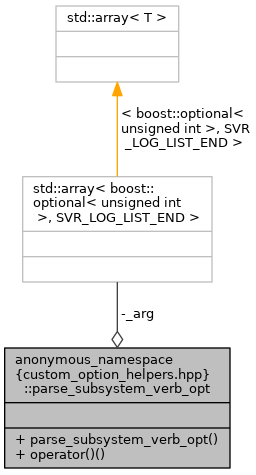 std::array< T >
< boost::optional<
unsigned int >, SVR
_LOG_LIST_END >
std::array< boost::
optional< unsigned int
>, SVR_LOG_LIST_END >
-_arg
anonymous_namespace
{custom_option_helpers.hpp}
::parse_subsystem_verb_opt
+ parse_subsystem_verb_opt()
+ operator()()